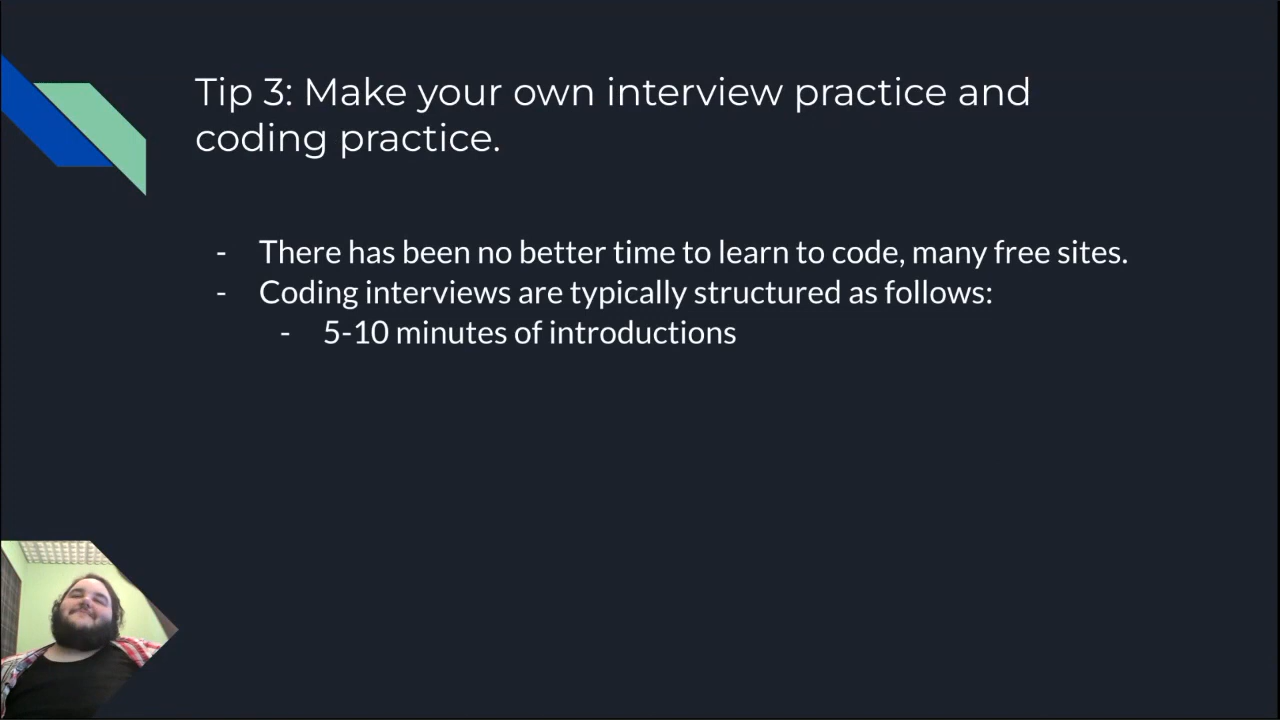 Tip 3: Make your own interview practice and
coding practice.
- There has been no better time to learn to code, many free sites.
- Coding interviews are typically structured as follows:
- 5-10 minutes of introductions